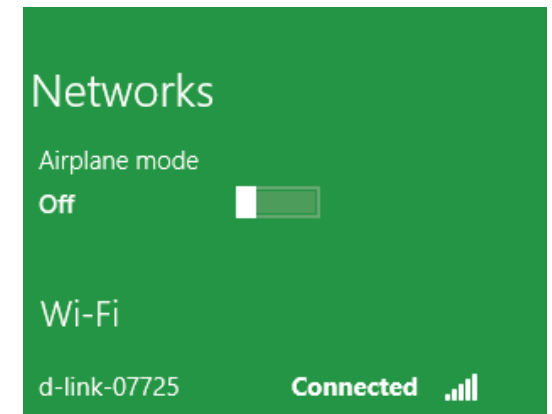 Networks
Airplane mode
Off
Wi-Fi
d-link-07725 Connected